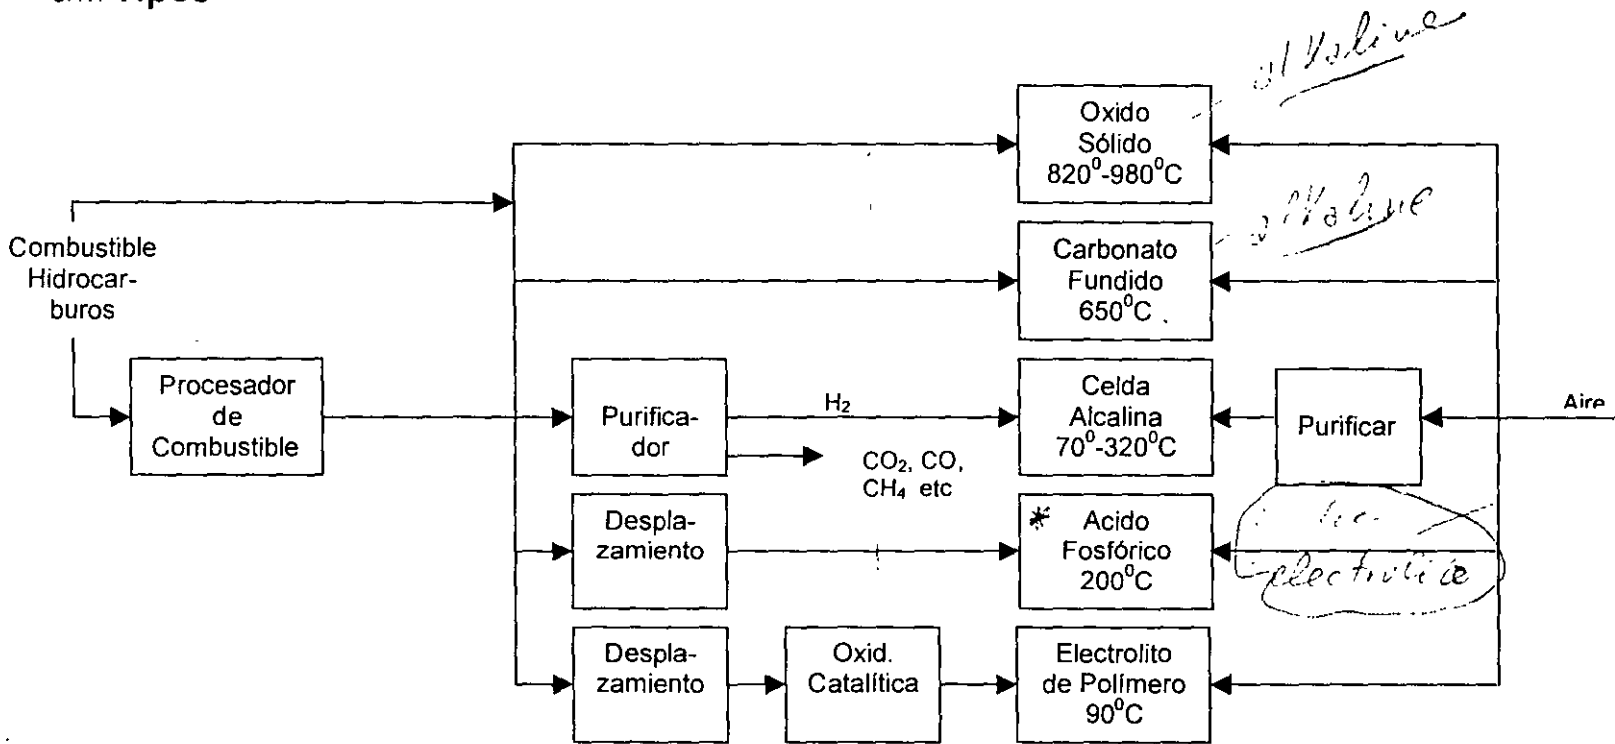 Oxido
Sólido
820⁰-980⁰C
alkaline
Carbonato
Fundido
650⁰C
alkaline
Combustible
Hidrocar-
buros
Procesador
de
Combustible
Purifica-
dor
H₂
CO₂, CO,
CH₄ etc
Celda
Alcalina
70⁰-320⁰C
Purificar
Aire
Despla-
zamiento
* Acido
Fosfórico
200⁰C
Despla-
zamiento
Oxid.
Catalítica
Electrolito
de Polímero
90⁰C